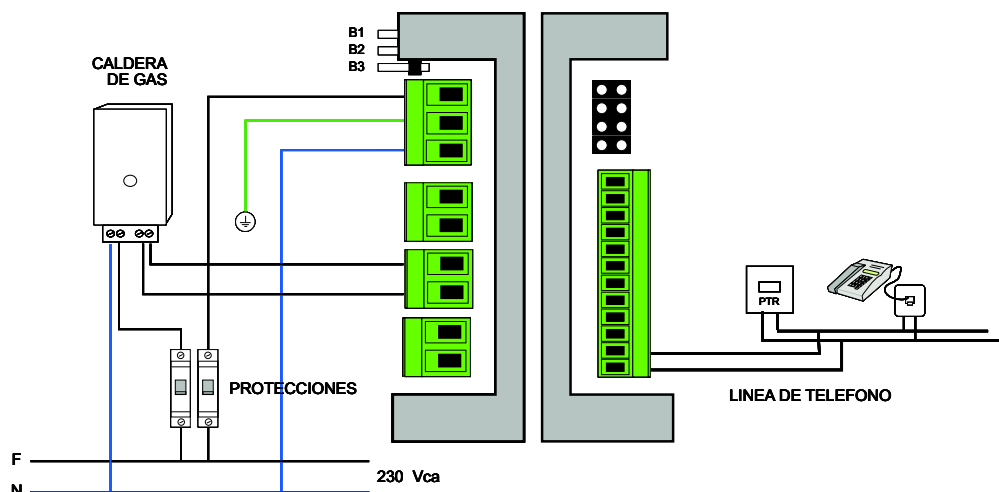 B1
B2
B3
CALDERA
DE GAS
PTR
PROTECCIONES
LINEA DE TELEFONO
F
230 Vca
N